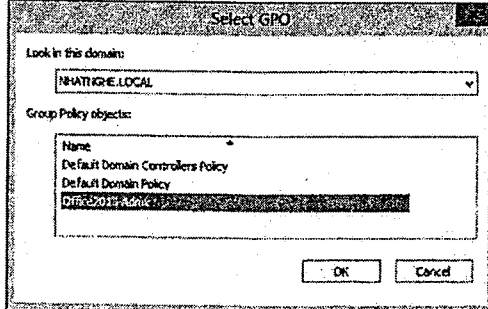 Select GPO
Look in this domain:
NHATNGHE.LOCAL
Group Policy objects:
Name
Default Domain Controllers Policy
Default Domain Policy
OK
Cancel